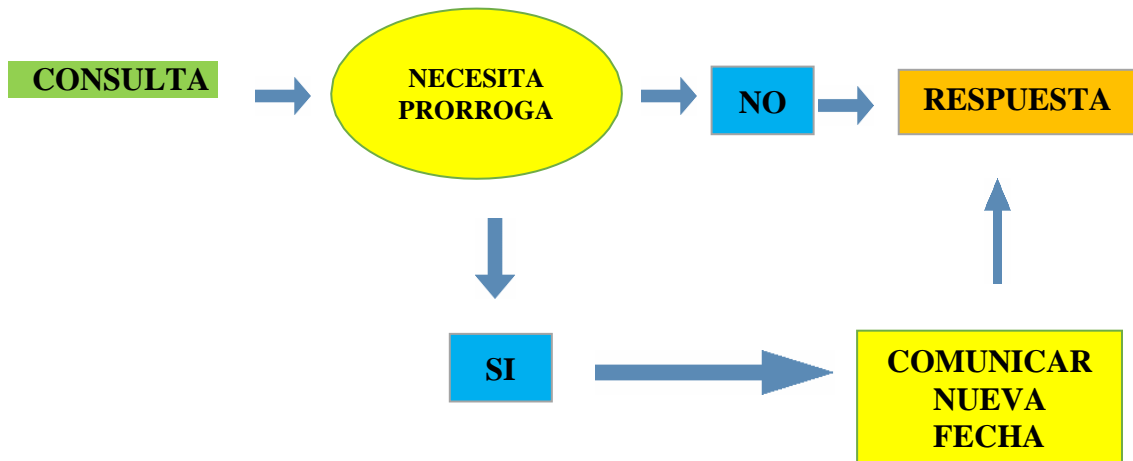 CONSULTA
NECESITA
PRORROGA
NO
RESPUESTA
SI
COMUNICAR
NUEVA
FECHA